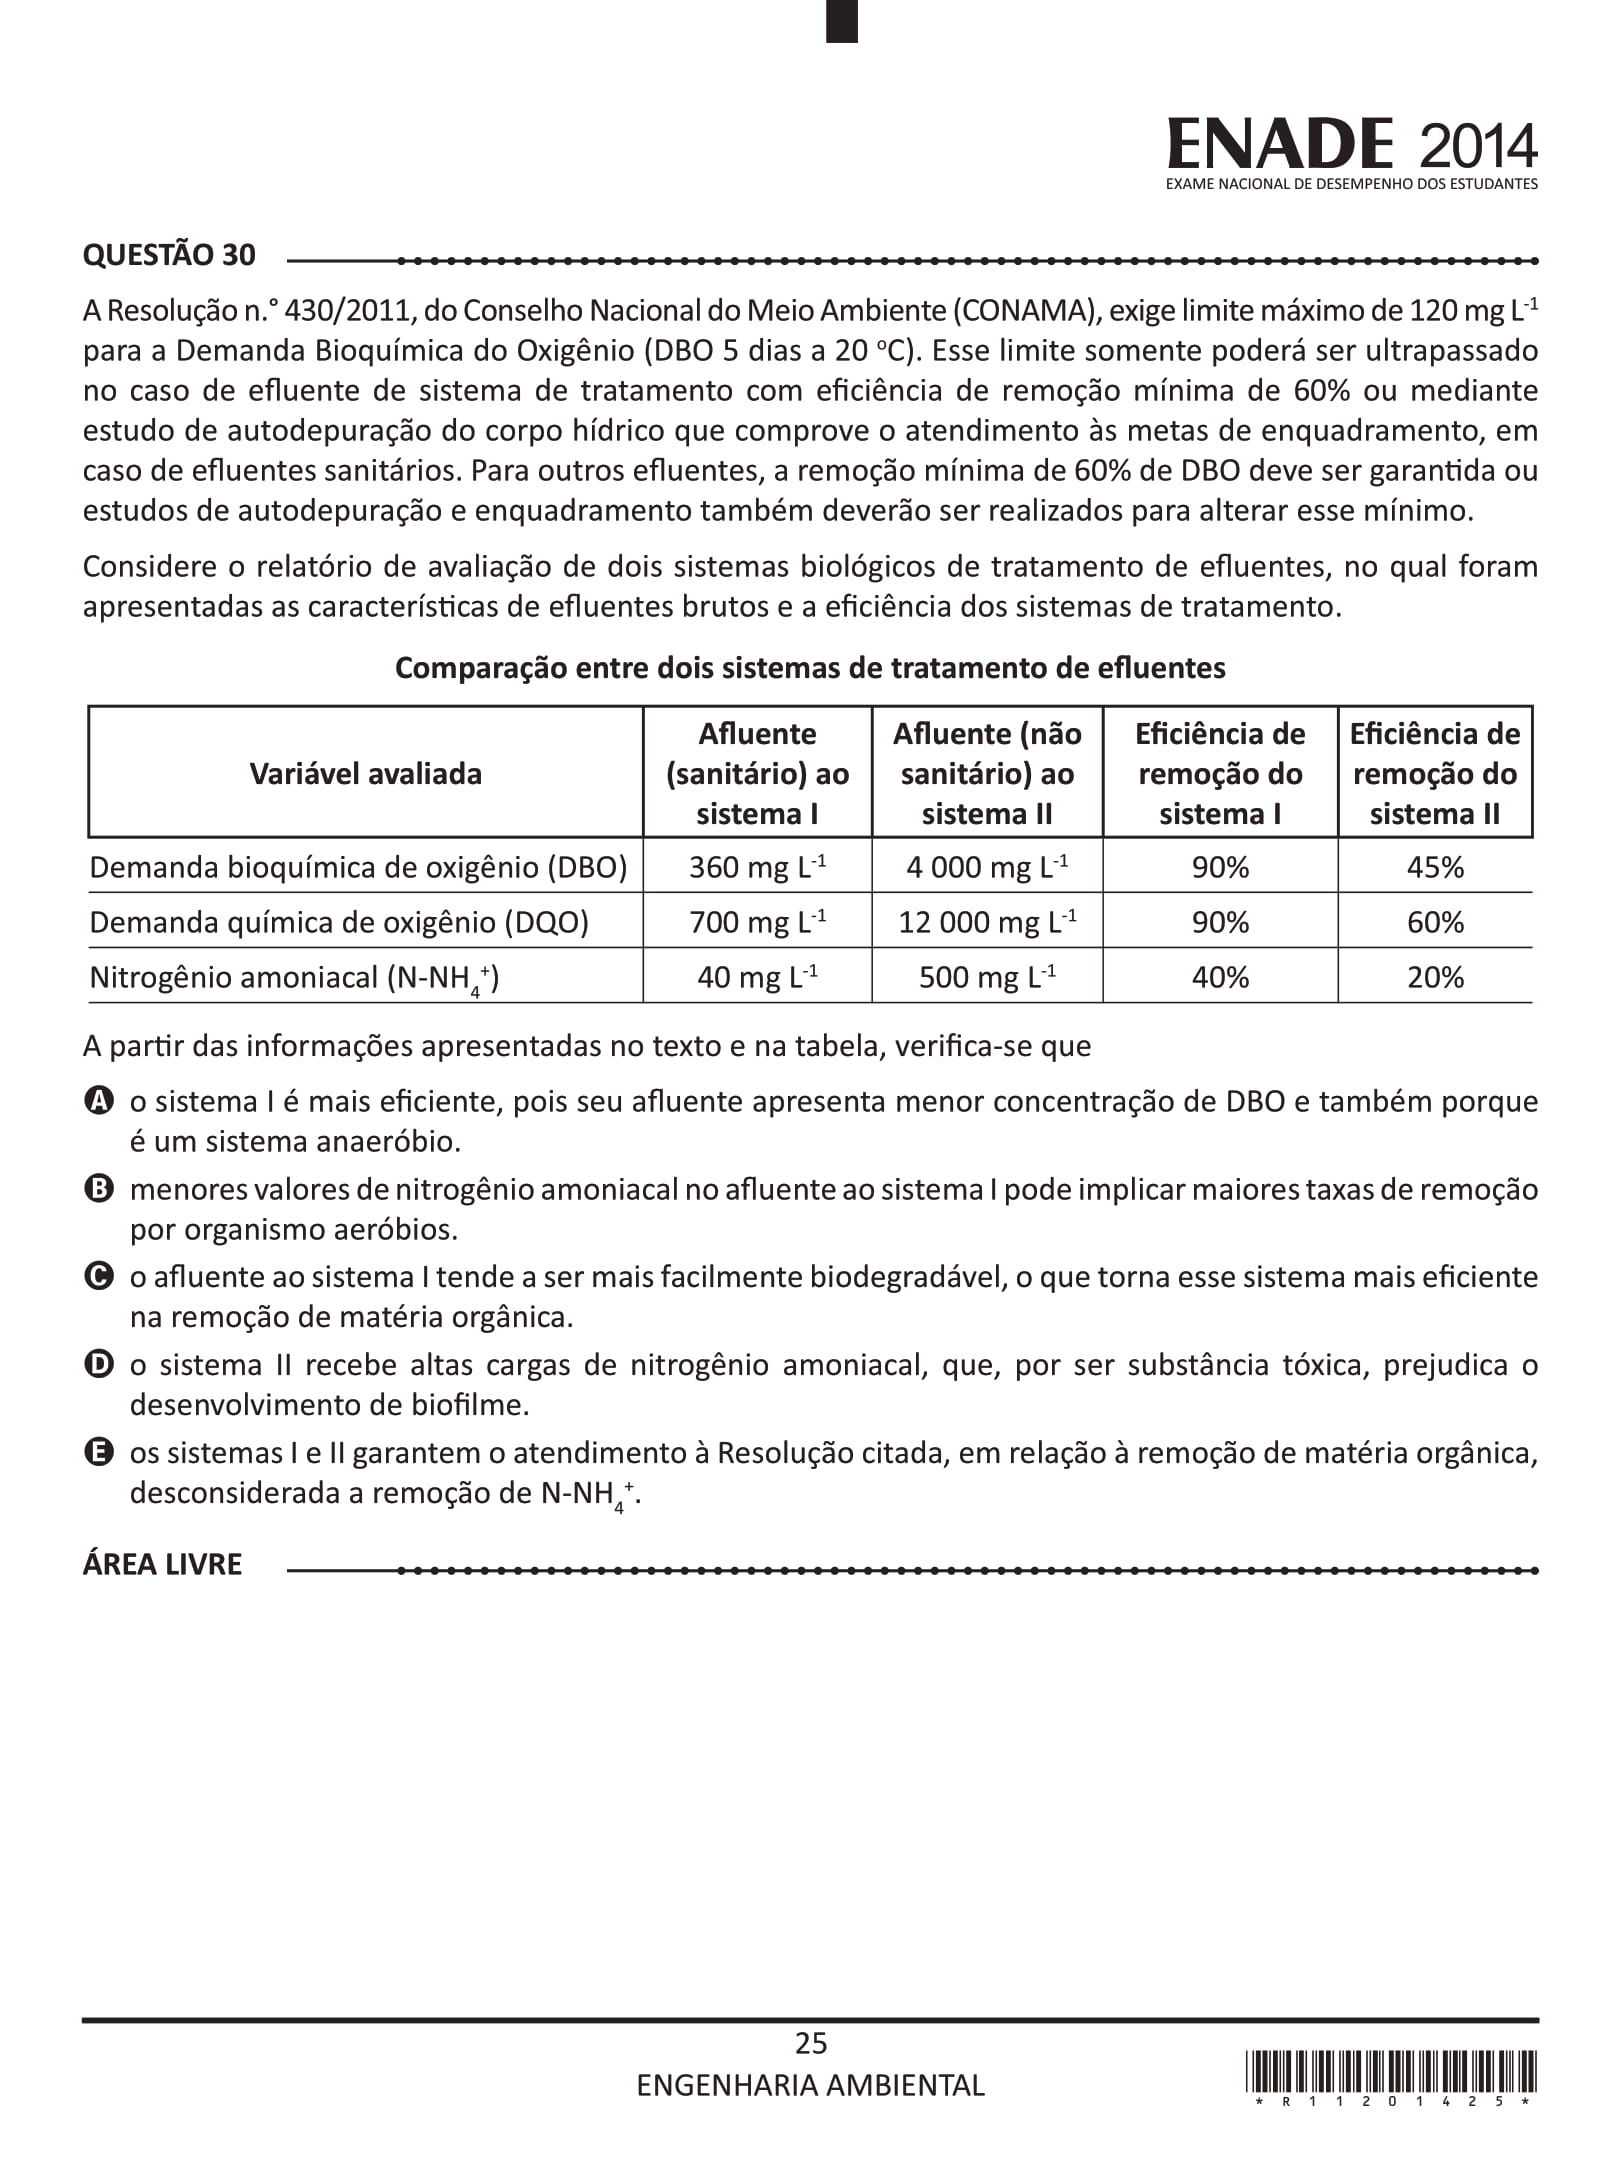 ENADE 2014
EXAME NACIONAL DE DESEMPENHO DOS ESTUDANTES
QUESTÃO 30
A Resolução n.° 430/2011, do Conselho Nacional do Meio Ambiente (CONAMA), exige limite máximo de 120 mg L⁻¹
para a Demanda Bioquímica do Oxigênio (DBO 5 dias a 20 ºC). Esse limite somente poderá ser ultrapassado
no caso de efluente de sistema de tratamento com eficiência de remoção mínima de 60% ou mediante
estudo de autodepuração do corpo hídrico que comprove o atendimento às metas de enquadramento, em
caso de efluentes sanitários. Para outros efluentes, a remoção mínima de 60% de DBO deve ser garantida ou
estudos de autodepuração e enquadramento também deverão ser realizados para alterar esse mínimo.
Considere o relatório de avaliação de dois sistemas biológicos de tratamento de efluentes, no qual foram
apresentadas as características de efluentes brutos e a eficiência dos sistemas de tratamento.
Comparação entre dois sistemas de tratamento de efluentes
Variável avaliada
Afluente
(sanitário) ao
sistema I
Afluente (não
sanitário) ao
sistema II
Eficiência de
remoção do
sistema I
Eficiência de
remoção do
sistema II
Demanda bioquímica de oxigênio (DBO) 360 mg L⁻¹ 4 000 mg L⁻¹ 90% 45%
Demanda química de oxigênio (DQO) 700 mg L⁻¹ 12 000 mg L⁻¹ 90% 60%
Nitrogênio amoniacal (N-NH₄⁺) 40 mg L⁻¹ 500 mg L⁻¹ 40% 20%
A partir das informações apresentadas no texto e na tabela, verifica-se que
A o sistema I é mais eficiente, pois seu afluente apresenta menor concentração de DBO e também porque
é um sistema anaeróbio.
B menores valores de nitrogênio amoniacal no afluente ao sistema I pode implicar maiores taxas de remoção
por organismo aeróbios.
C o afluente ao sistema I tende a ser mais facilmente biodegradável, o que torna esse sistema mais eficiente
na remoção de matéria orgânica.
D o sistema II recebe altas cargas de nitrogênio amoniacal, que, por ser substância tóxica, prejudica o
desenvolvimento de biofilme.
E os sistemas I e II garantem o atendimento à Resolução citada, em relação à remoção de matéria orgânica,
desconsiderada a remoção de N-NH₄⁺.
ÁREA LIVRE
25
ENGENHARIA AMBIENTAL
*R11201425*